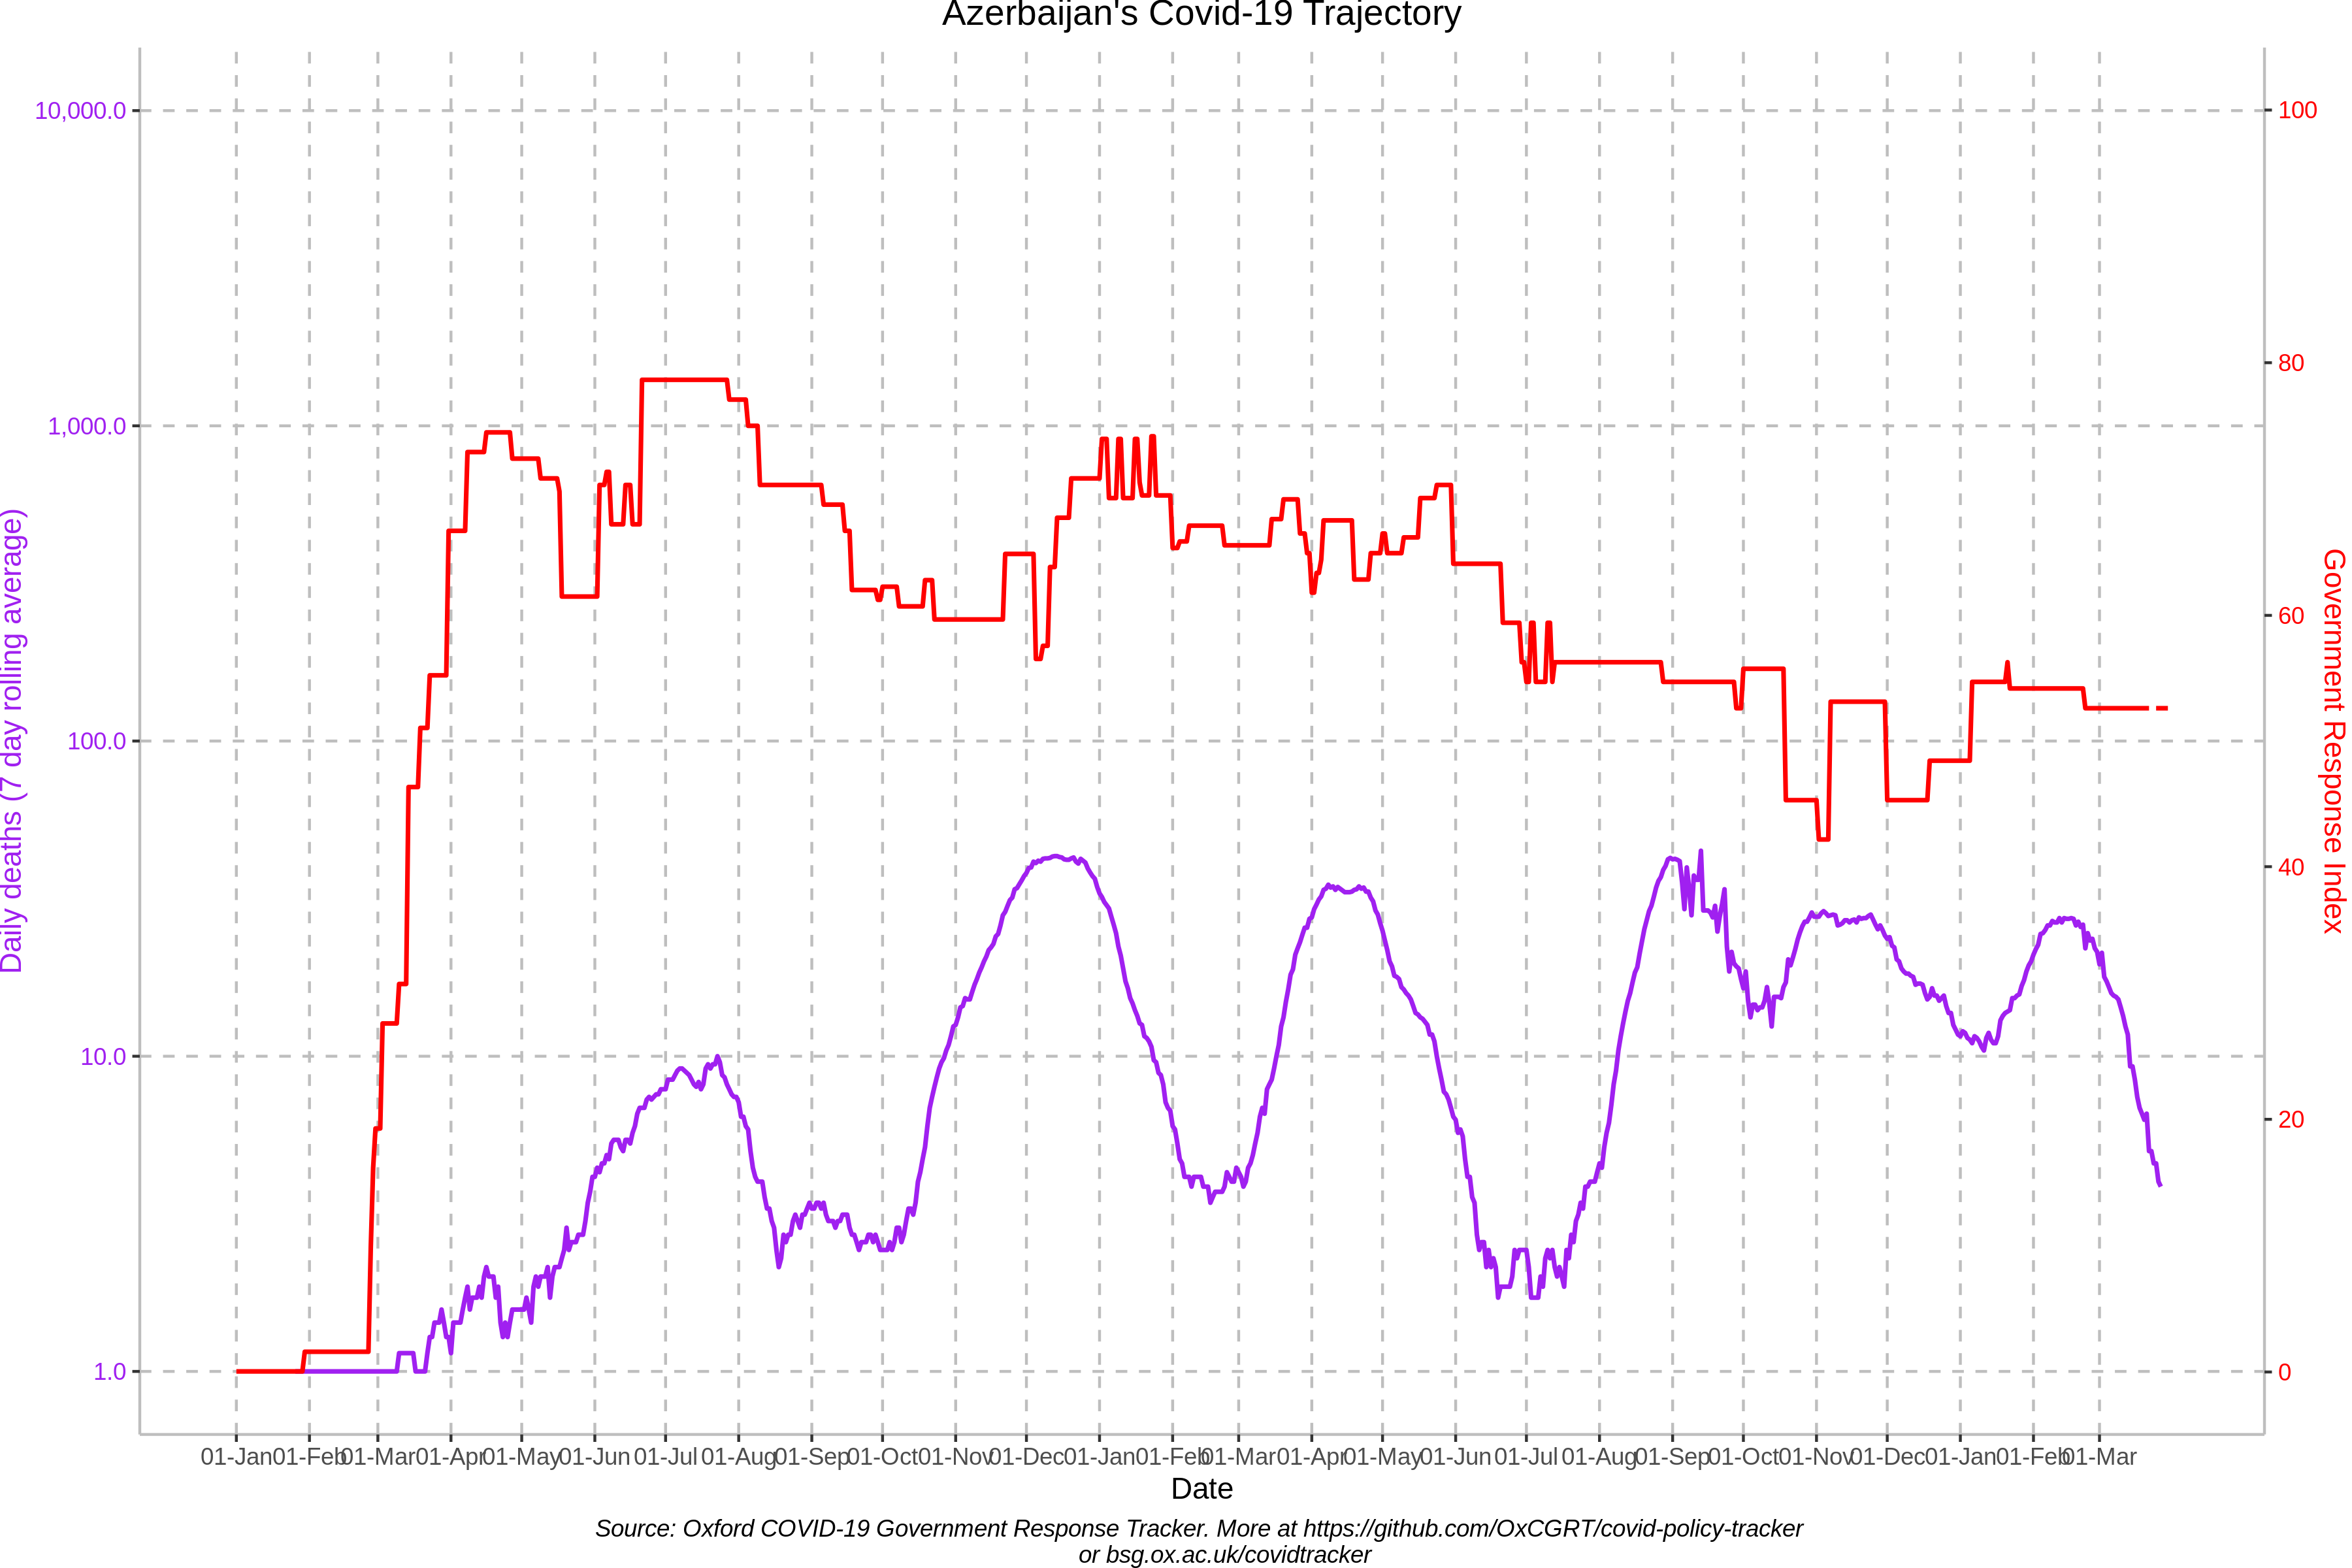 Azerbaijan's Covid-19 Trajectory
Daily deaths (7 day rolling average)
10,000.0
1,000.0
100.0
10.0
1.0
100
80
60
40
20
0
Government Response Index
01-Jan 01-Feb 01-Mar 01-Apr 01-May 01-Jun 01-Jul 01-Aug 01-Sep 01-Oct 01-Nov 01-Dec 01-Jan 01-Feb 01-Mar 01-Apr 01-May 01-Jun 01-Jul 01-Aug 01-Sep 01-Oct 01-Nov 01-Dec 01-Jan 01-Feb 01-Mar
Date
Source: Oxford COVID-19 Government Response Tracker. More at https://github.com/OxCGRT/covid-policy-tracker
or bsg.ox.ac.uk/covidtracker